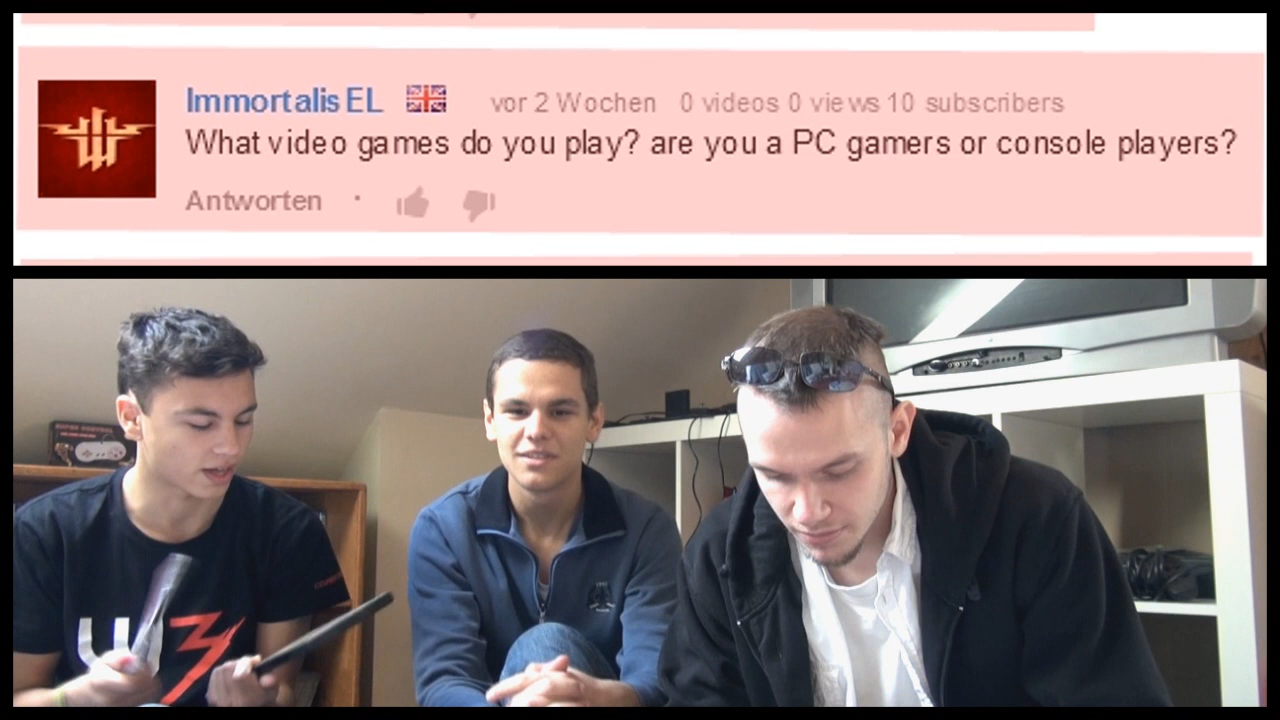 Immortalis EL
vor 2 Wochen 0 videos 0 views 10 subscribers
What video games do you play? are you a PC gamers or console players?
Antworten ·
3